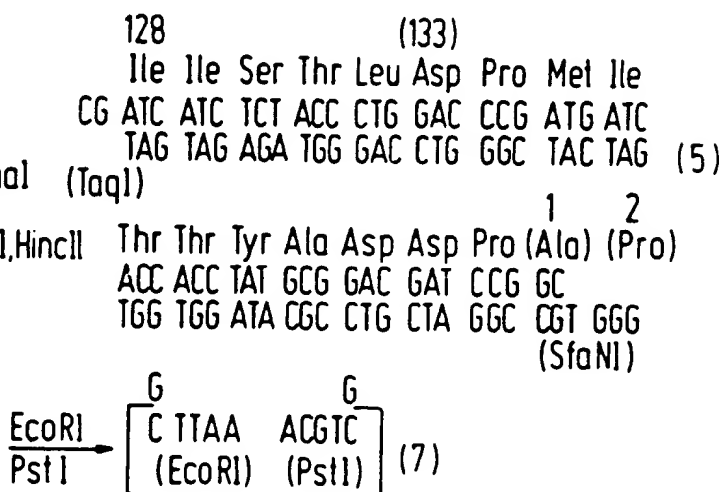 128 (133)
Ile Ile Ser Thr Leu Asp Pro Met Ile
CG ATC ATC TCT ACC CTG GAC CCG ATG ATC
TAG TAG AGA TGG GAC CTG GGC TAC TAG (5)
(TaqI)
1 2
I,HincII Thr Thr Tyr Ala Asp Asp Pro (Ala) (Pro)
ACC ACC TAT GCG GAC GAT CCG GC
TGG TGG ATA CGC CTG CTA GGC CGT GGG
(SfaNI)
G G
EcoRI C TTAA ACGTC (7)
PstI (EcoRI) (PstI)